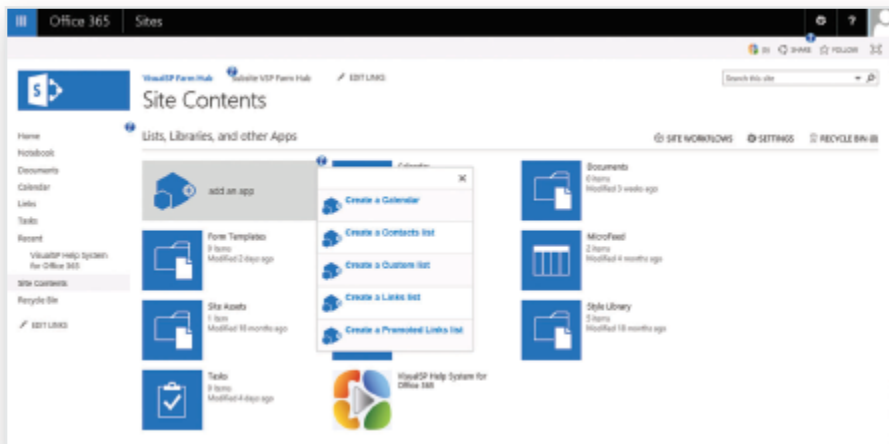 Office 365
Sites
SHARE
FOLLOW
VisualSP Farm Hub
Subsite VSP Farm Hub
EDIT LINKS
Search this site
Site Contents
Home
Notebook
Documents
Calendar
Links
Tasks
Recent
VisualSP Help System
for Office 365
Site Contents
Recycle Bin
EDIT LINKS
Lists, Libraries, and other Apps
SITE WORKFLOWS
SETTINGS
RECYCLE BIN
add an app
Calendar
Create a Calendar
Create a Contacts list
Create a Custom list
Create a Links list
Create a Promoted Links list
Documents
Modified 3 weeks ago
Form Templates
Modified 2 days ago
MicroFeed
2 items
Modified 4 months ago
Site Assets
1 item
Modified 18 months ago
Style Library
5 items
Modified 18 months ago
Tasks
Modified 4 days ago
VisualSP Help System for
Office 365